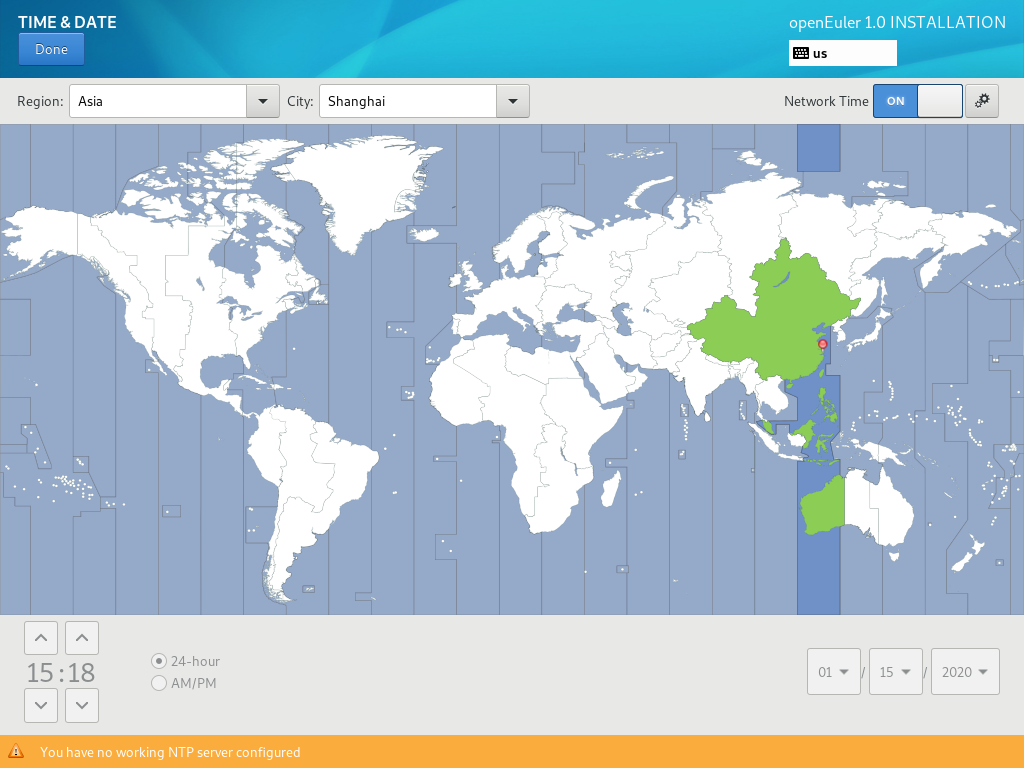 TIME & DATE
openEuler 1.0 INSTALLATION
Done
us
Region: Asia City: Shanghai Network Time ON
15:18
24-hour
AM/PM
01 / 15 / 2020
You have no working NTP server configured